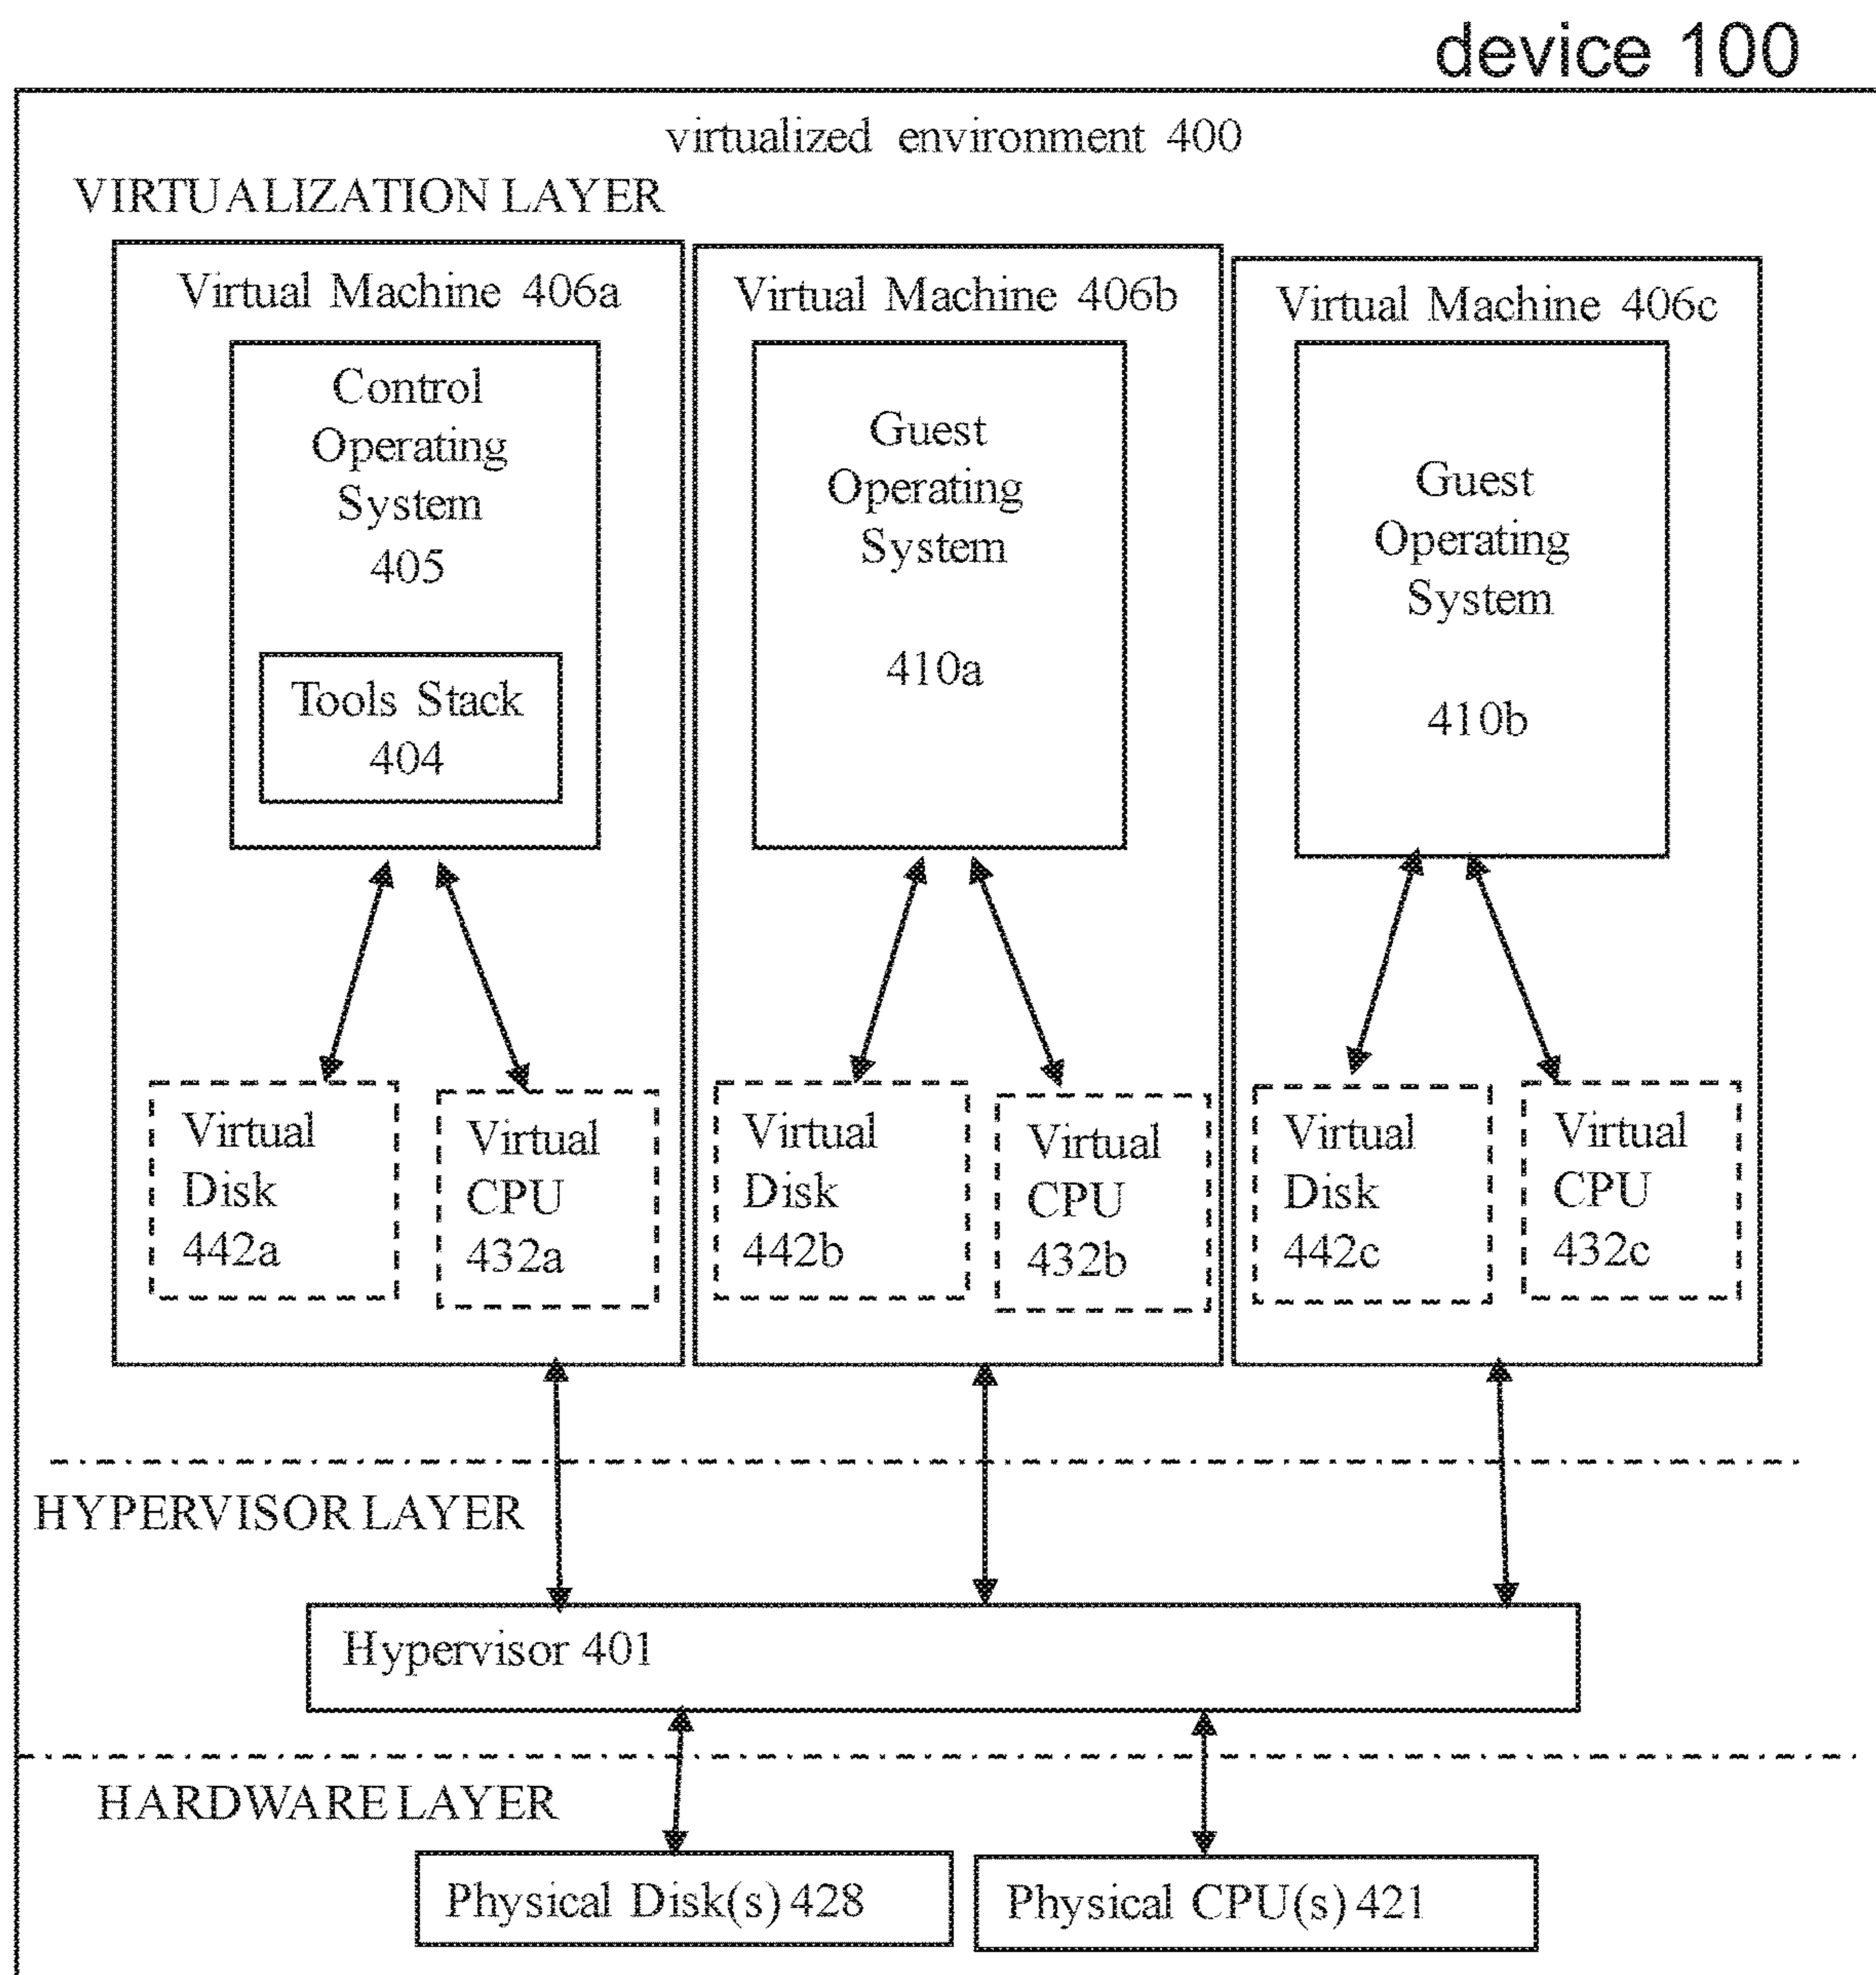 device 100
virtualized environment 400
VIRTUALIZATION LAYER
Virtual Machine 406a
Control
Operating
System
405
Tools Stack
404
Virtual
Disk
442a
Virtual
CPU
432a
Virtual Machine 406b
Guest
Operating
System
410a
Virtual
Disk
442b
Virtual
CPU
432b
Virtual Machine 406c
Guest
Operating
System
410b
Virtual
Disk
442c
Virtual
CPU
432c
HYPERVISOR LAYER
Hypervisor 401
HARDWARE LAYER
Physical Disk(s) 428
Physical CPU(s) 421